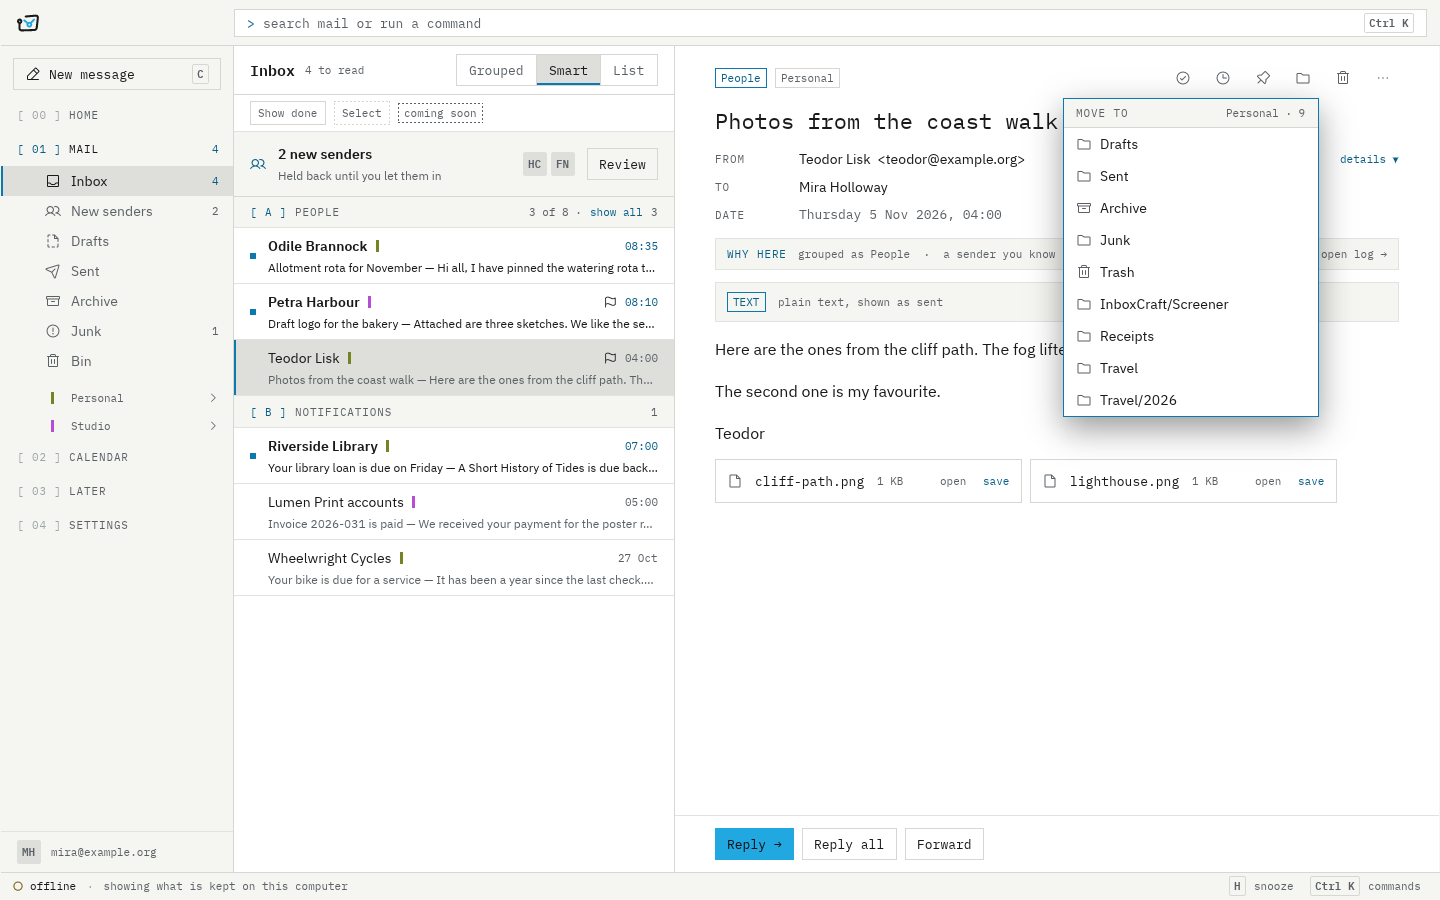 > search mail or run a command Ctrl K
New message C
[ 00 ] HOME
[ 01 ] MAIL 4
Inbox 4
New senders 2
Drafts
Sent
Archive
Junk 1
Bin
Personal
Studio
[ 02 ] CALENDAR
[ 03 ] LATER
[ 04 ] SETTINGS
MH mira@example.org
Inbox 4 to read Grouped Smart List
Show done Select coming soon
2 new senders
Held back until you let them in
HC FN Review
[ A ] PEOPLE 3 of 8 · show all 3
Odile Brannock 08:35
Allotment rota for November — Hi all, I have pinned the watering rota t...
Petra Harbour 08:10
Draft logo for the bakery — Attached are three sketches. We like the se...
Teodor Lisk 04:00
Photos from the coast walk — Here are the ones from the cliff path. Th...
[ B ] NOTIFICATIONS 1
Riverside Library 07:00
Your library loan is due on Friday — A Short History of Tides is due back...
Lumen Print accounts 05:00
Invoice 2026-031 is paid — We received your payment for the poster r...
Wheelwright Cycles 27 Oct
Your bike is due for a service — It has been a year since the last check....
People Personal ...
Photos from the coast walk
FROM Teodor Lisk <teodor@example.org> details ▾
TO Mira Holloway
DATE Thursday 5 Nov 2026, 04:00
WHY HERE grouped as People · a sender you know open log →
TEXT plain text, shown as sent
Here are the ones from the cliff path. The fog lifte
The second one is my favourite.
Teodor
cliff-path.png 1 KB open save
lighthouse.png 1 KB open save
MOVE TO Personal · 9
Drafts
Sent
Archive
Junk
Trash
InboxCraft/Screener
Receipts
Travel
Travel/2026
Reply → Reply all Forward
offline · showing what is kept on this computer
H snooze Ctrl K commands